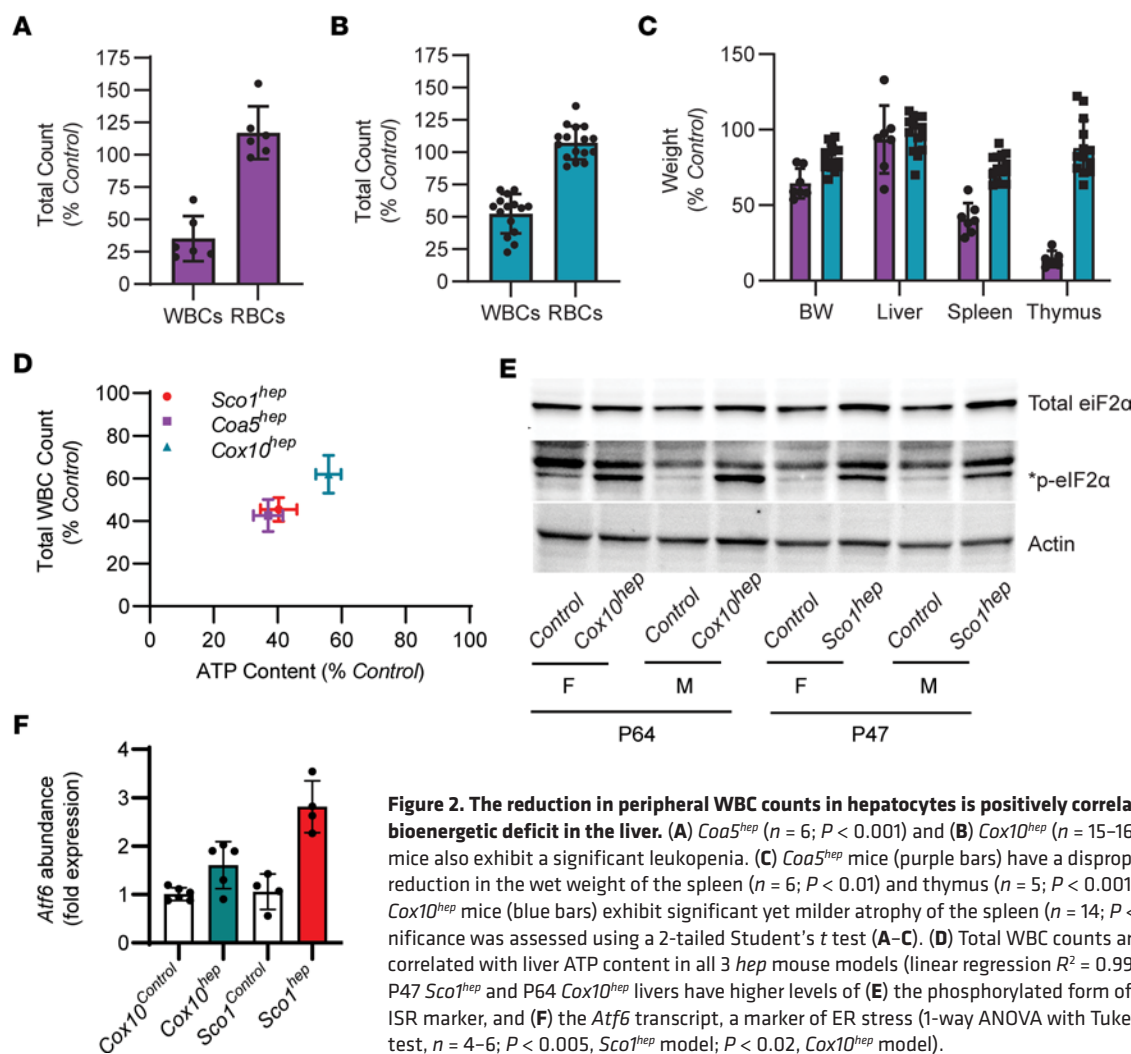 A
Total Count
(% Control)
175
150
125
100
75
50
25
0
WBCs RBCs
B
Total Count
(% Control)
175
150
125
100
75
50
25
0
WBCs RBCs
C
Weight
(% Control)
150
100
50
0
BW Liver Spleen Thymus
D
Total WBC Count
(% Control)
100
80
60
40
20
0
Sco1hep
Coa5hep
Cox10hep
0 20 40 60 80 100
ATP Content (% Control)
E
Total eiF2α
*p-eIF2α
Actin
Control Cox10hep Control Cox10hep Control Sco1hep Control Sco1hep
F M F M
P64 P47
F
Atf6 abundance
(fold expression)
4
3
2
1
0
Cox10Control Cox10hep Sco1Control Sco1hep
Figure 2. The reduction in peripheral WBC counts in hepatocytes is positively correla
bioenergetic deficit in the liver. (A) Coa5hep (n = 6; P < 0.001) and (B) Cox10hep (n = 15–16
mice also exhibit a significant leukopenia. (C) Coa5hep mice (purple bars) have a disprop
reduction in the wet weight of the spleen (n = 6; P < 0.01) and thymus (n = 5; P < 0.001
Cox10hep mice (blue bars) exhibit significant yet milder atrophy of the spleen (n = 14; P <
nificance was assessed using a 2-tailed Student's t test (A–C). (D) Total WBC counts ar
correlated with liver ATP content in all 3 hep mouse models (linear regression R2 = 0.99
P47 Sco1hep and P64 Cox10hep livers have higher levels of (E) the phosphorylated form of
ISR marker, and (F) the Atf6 transcript, a marker of ER stress (1-way ANOVA with Tuke
test, n = 4–6; P < 0.005, Sco1hep model; P < 0.02, Cox10hep model).